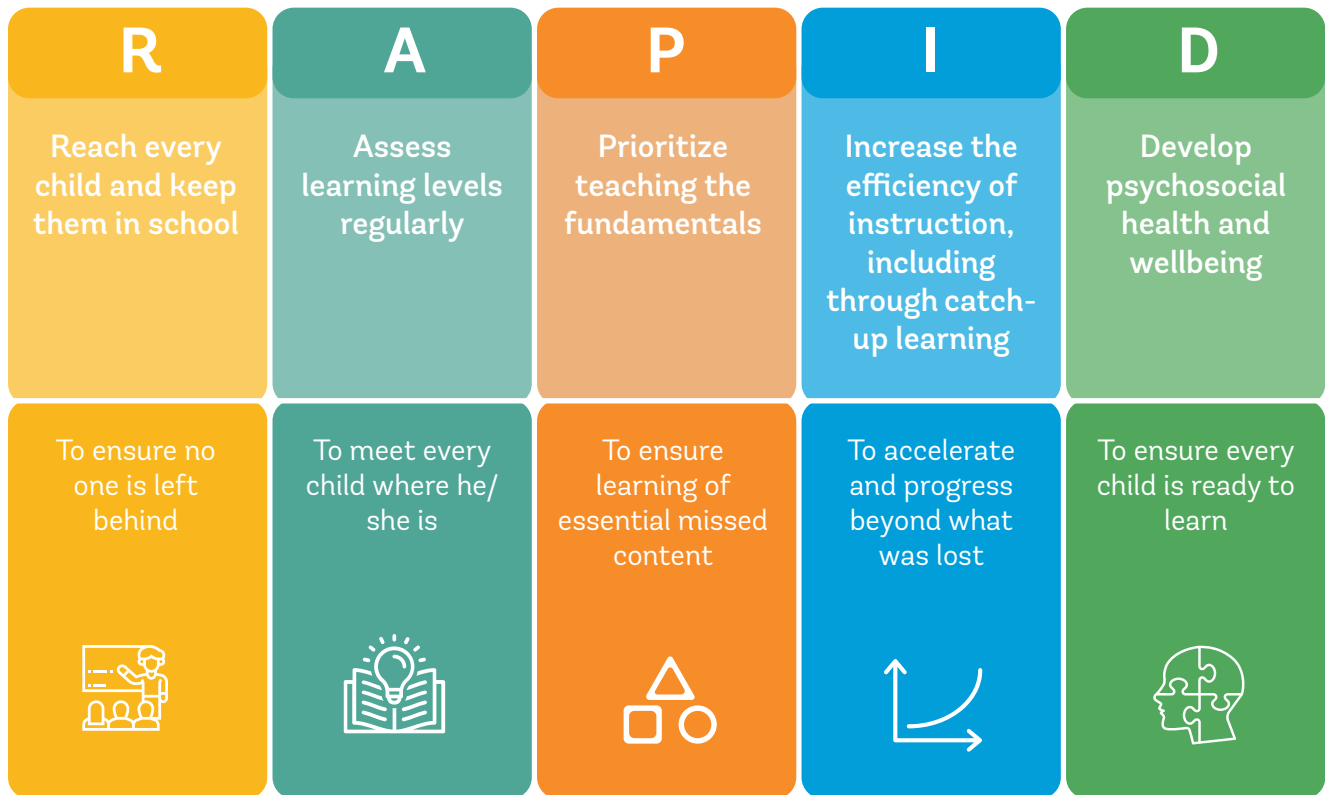 R
Reach every
child and keep
them in school
To ensure no
one is left
behind
A
Assess
learning levels
regularly
To meet every
child where he/
she is
P
Prioritize
teaching the
fundamentals
To ensure
learning of
essential missed
content
I
Increase the
efficiency of
instruction,
including
through catch-
up learning
To accelerate
and progress
beyond what
was lost
D
Develop
psychosocial
health and
wellbeing
To ensure every
child is ready to
learn